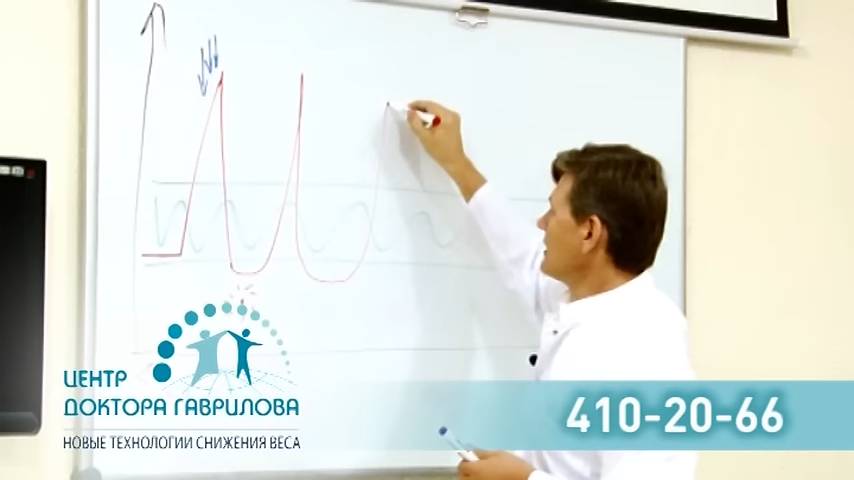 ЦЕНТР
ДОКТОРА ГАВРИЛОВА
НОВЫЕ ТЕХНОЛОГИИ СНИЖЕНИЯ ВЕСА
410-20-66